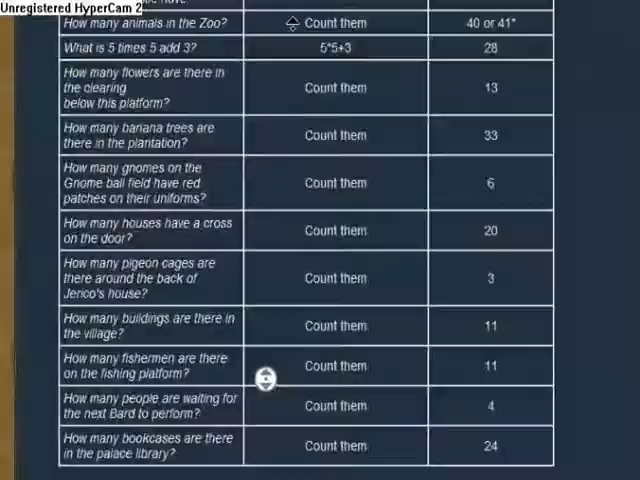 Unregistered HyperCam 2
How many animals in the Zoo? Count them 40 or 41*
What is 5 times 5 add 3? 5*5+3 28
How many flowers are there in
the clearing
below this platform? Count them 13
How many banana trees are
there in the plantation? Count them 33
How many gnomes on the
Gnome ball field have red
patches on their uniforms? Count them 6
How many houses have a cross
on the door? Count them 20
How many pigeon cages are
there around the back of
Jerico's house? Count them 3
How many buildings are there in
the village? Count them 11
How many fishermen are there
on the fishing platform? Count them 11
How many people are waiting for
the next Bard to perform? Count them 4
How many bookcases are there
in the palace library? Count them 24